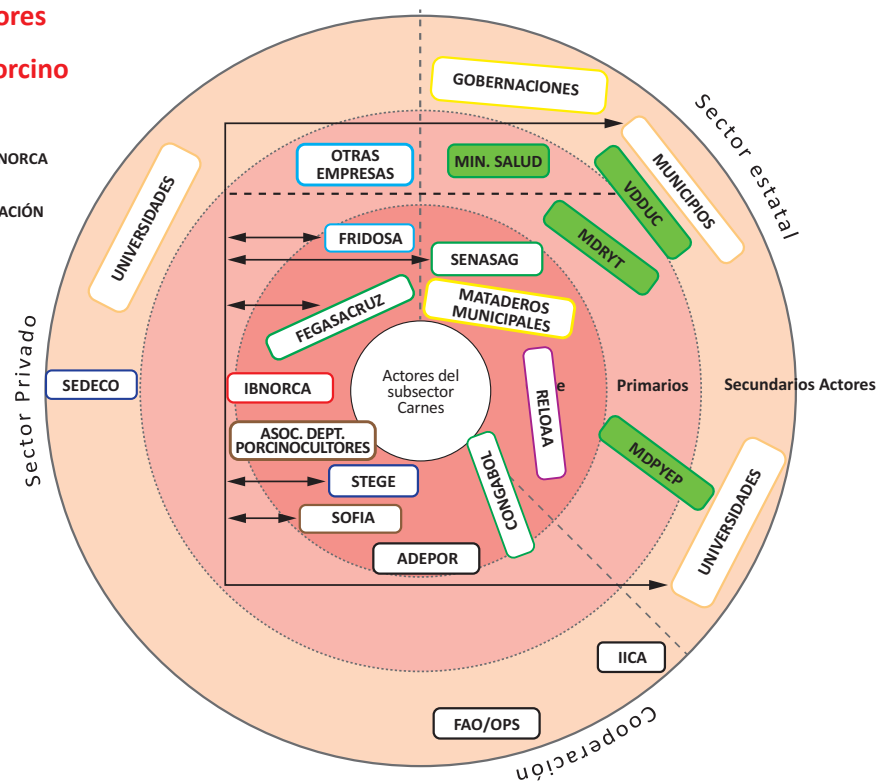 ores
orcino
NORCA
ACIÓN
GOBERNACIONES
Sector estatal
OTRAS
EMPRESAS
MIN. SALUD
MUNICIPIOS
VDDUC
UNIVERSIDADES
MDRYT
FRIDOSA
SENASAG
FEGASACRUZ
MATADEROS
MUNICIPALES
Sector Privado
SEDECO
IBNORCA
Actores del
subsector
Carnes
RELOAA
e
Primarios
Secundarios Actores
ASOC. DEPT.
PORCINOCULTORES
MDPYEP
STEGE
CONGABOL
UNIVERSIDADES
SOFIA
ADEPOR
IICA
FAO/OPS
Cooperación